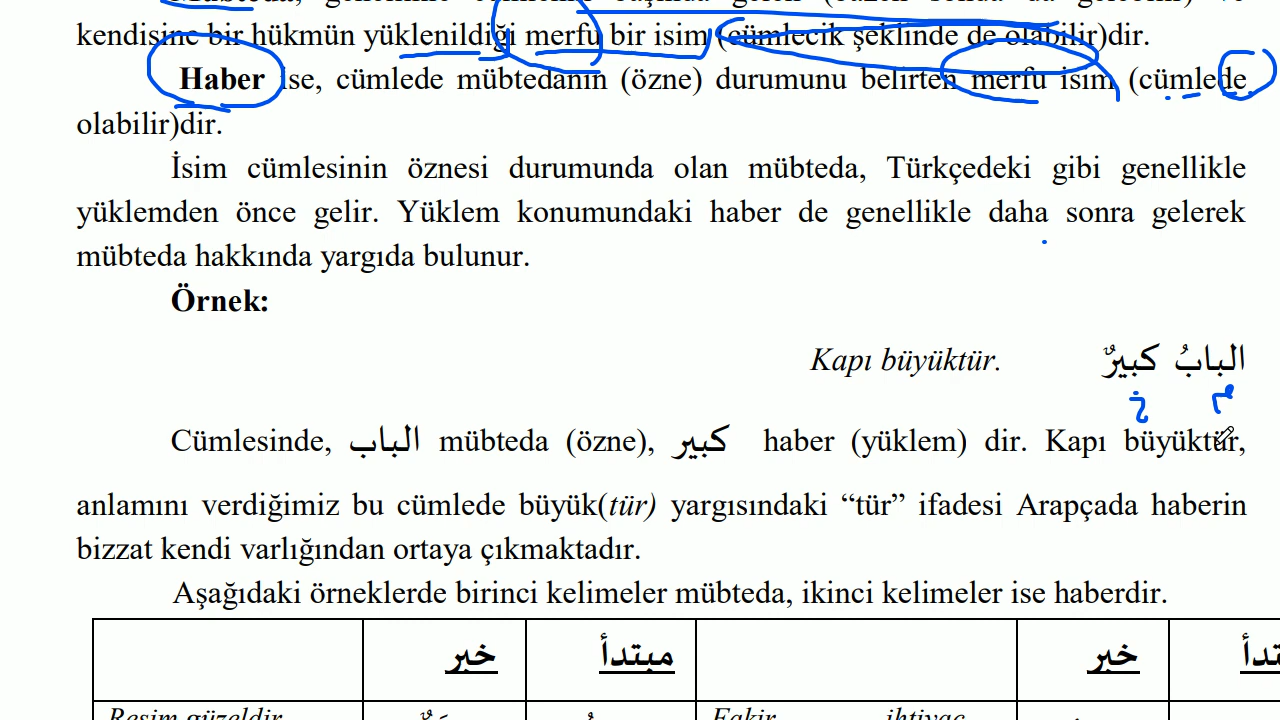 kendisine bir hükmün yüklenildiği merfu bir isim (cümlecik şeklinde de olabilir)dir.
Haber ise, cümlede mübtedanın (özne) durumunu belirten merfu isim (cümlede
olabilir)dir.
İsim cümlesinin öznesi durumunda olan mübteda, Türkçedeki gibi genellikle
yüklemden önce gelir. Yüklem konumundaki haber de genellikle daha sonra gelerek
mübteda hakkında yargıda bulunur.
Örnek:
Kapı büyüktür. البابُ كبيرٌ
خ م
Cümlesinde, الباب mübteda (özne), كبير haber (yüklem) dir. Kapı büyüktür,
anlamını verdiğimiz bu cümlede büyük(tür) yargısındaki “tür” ifadesi Arapçada haberin
bizzat kendi varlığından ortaya çıkmaktadır.
Aşağıdaki örneklerde birinci kelimeler mübteda, ikinci kelimeler ise haberdir.
خبر مبتدأ خبر
Resim güzeldir Fakir ihtiyaç